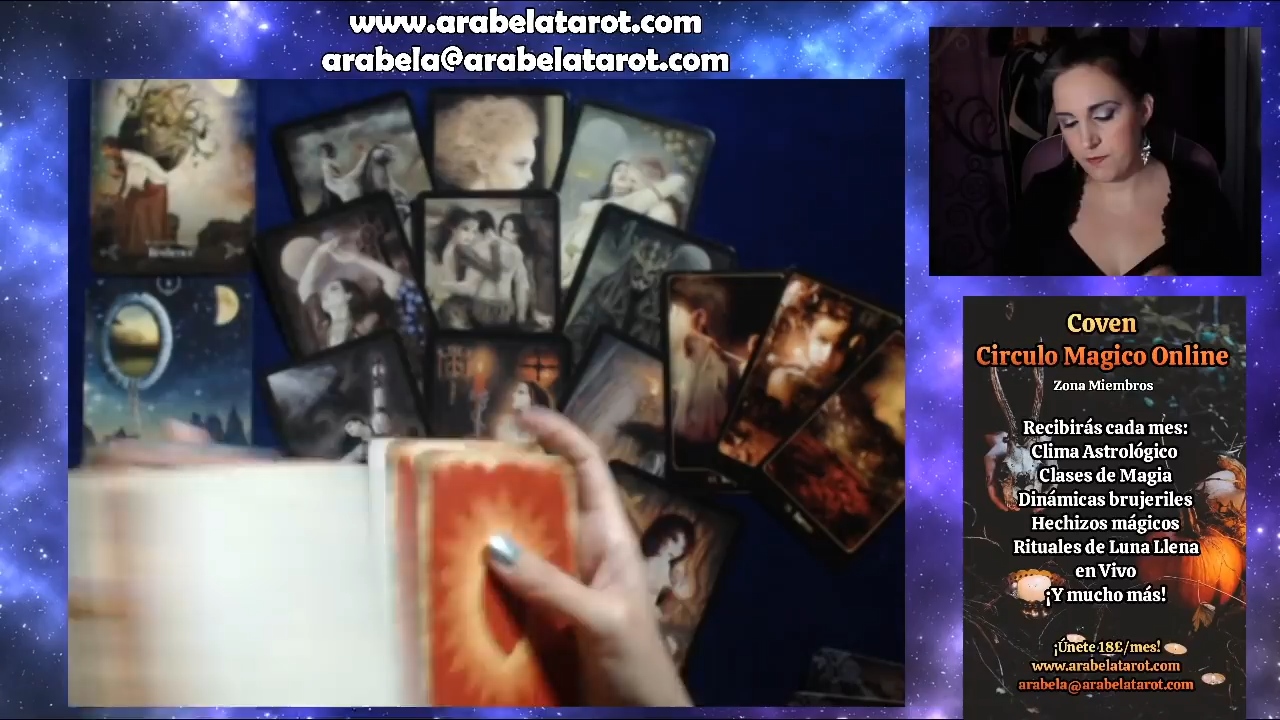 www.arabelatarot.com
arabela@arabelatarot.com
Coven
Circulo Magico Online
Zona Miembros
Recibirás cada mes:
Clima Astrológico
Clases de Magia
Dinámicas brujeriles
Hechizos mágicos
Rituales de Luna Llena
en Vivo
¡Y mucho más!
¡Únete 18£/mes!
www.arabelatarot.com
arabela@arabelatarot.com